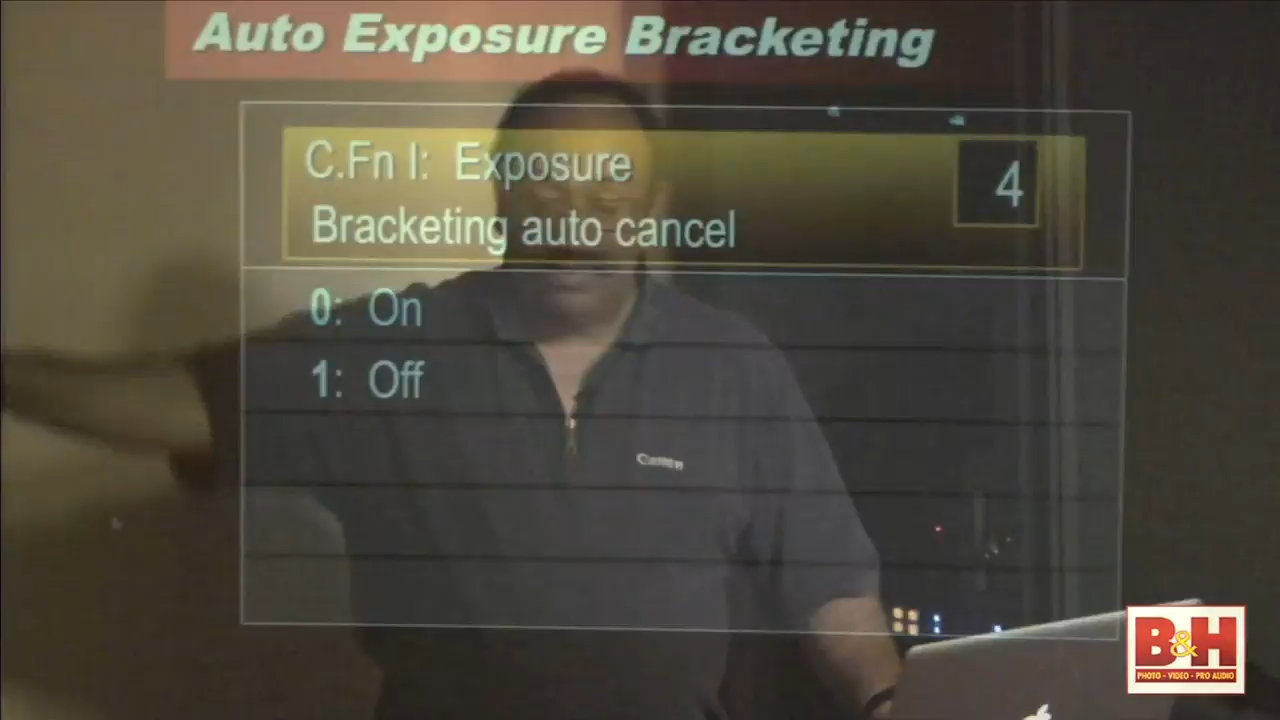 Auto Exposure Bracketing
C.Fn I: Exposure
Bracketing auto cancel
4
0: On
1: Off
Canon
B&H
PHOTO - VIDEO - PRO AUDIO